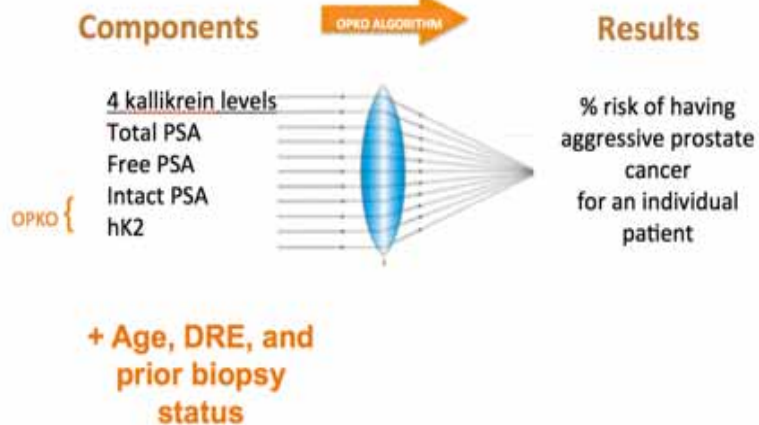 Components
OPKO ALGORITHM
Results
4 kallikrein levels
Total PSA
Free PSA
Intact PSA
hK2
OPKO {
+ Age, DRE, and
prior biopsy
status
% risk of having
aggressive prostate
cancer
for an individual
patient